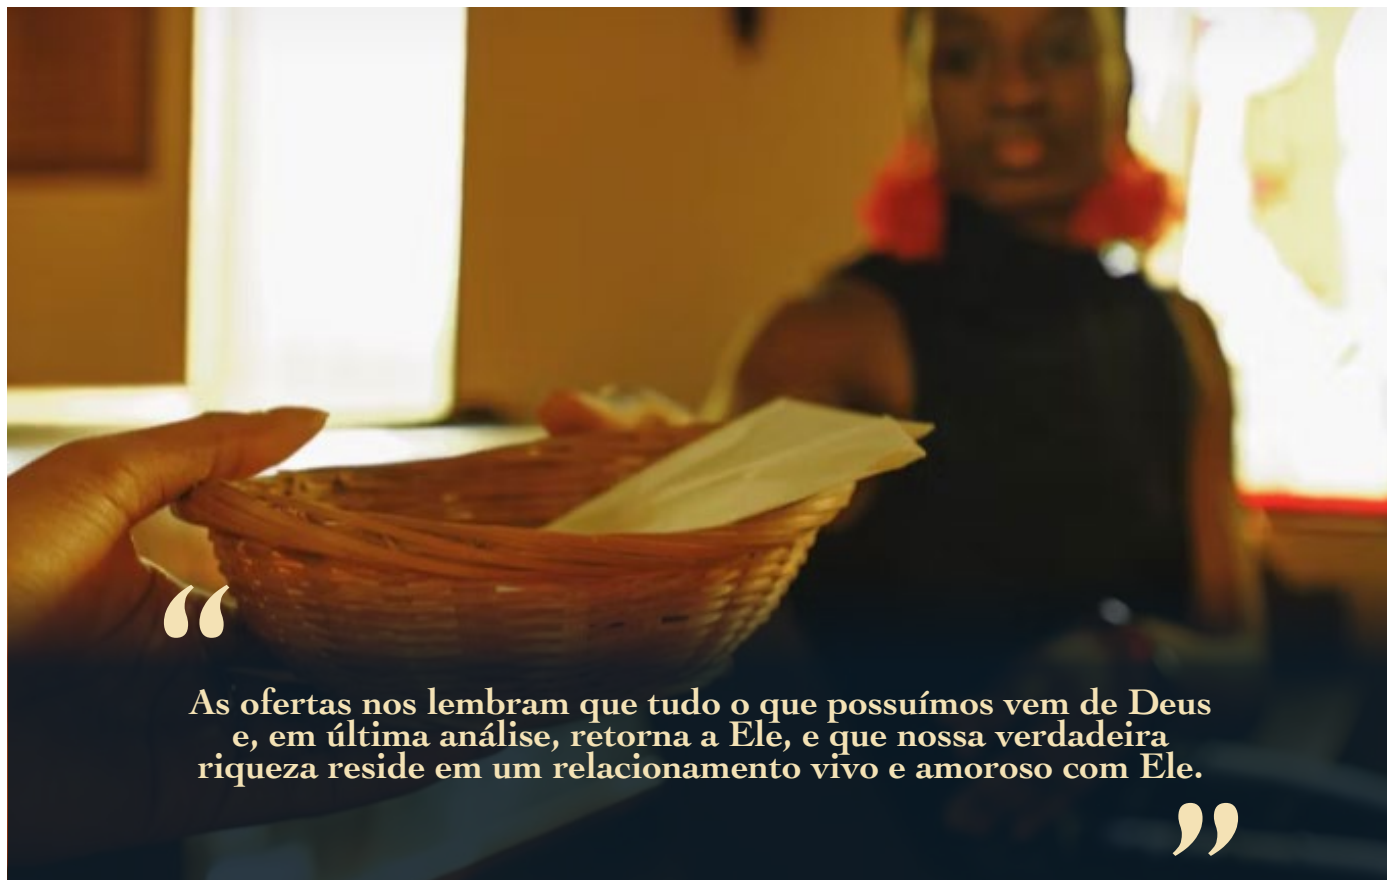 “
As ofertas nos lembram que tudo o que possuímos vem de Deus
e, em última análise, retorna a Ele, e que nossa verdadeira
riqueza reside em um relacionamento vivo e amoroso com Ele.
”